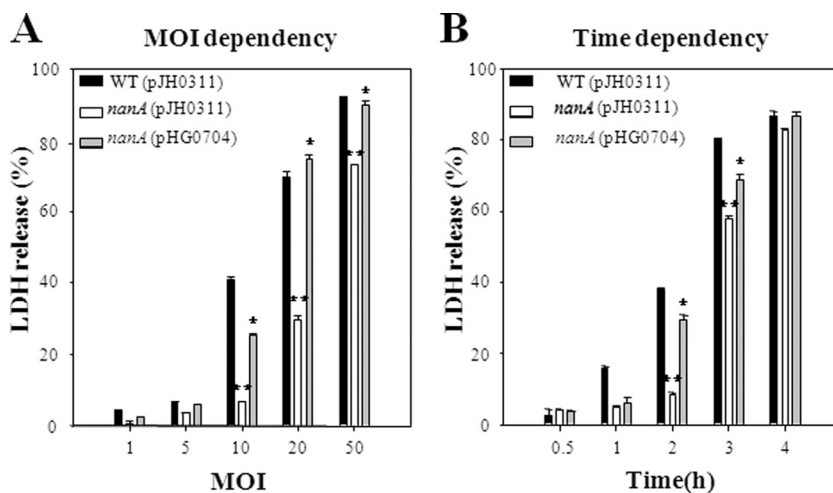 A
MOI dependency
LDH release (%)
100
80
60
40
20
0
WT (pJH0311)
nanA (pJH0311)
nanA (pHG0704)
*
**
*
**
*
**
1 5 10 20 50
MOI
B
Time dependency
LDH release (%)
100
80
60
40
20
0
WT (pJH0311)
nanA (pJH0311)
nanA (pHG0704)
*
**
*
**
0.5 1 2 3 4
Time(h)